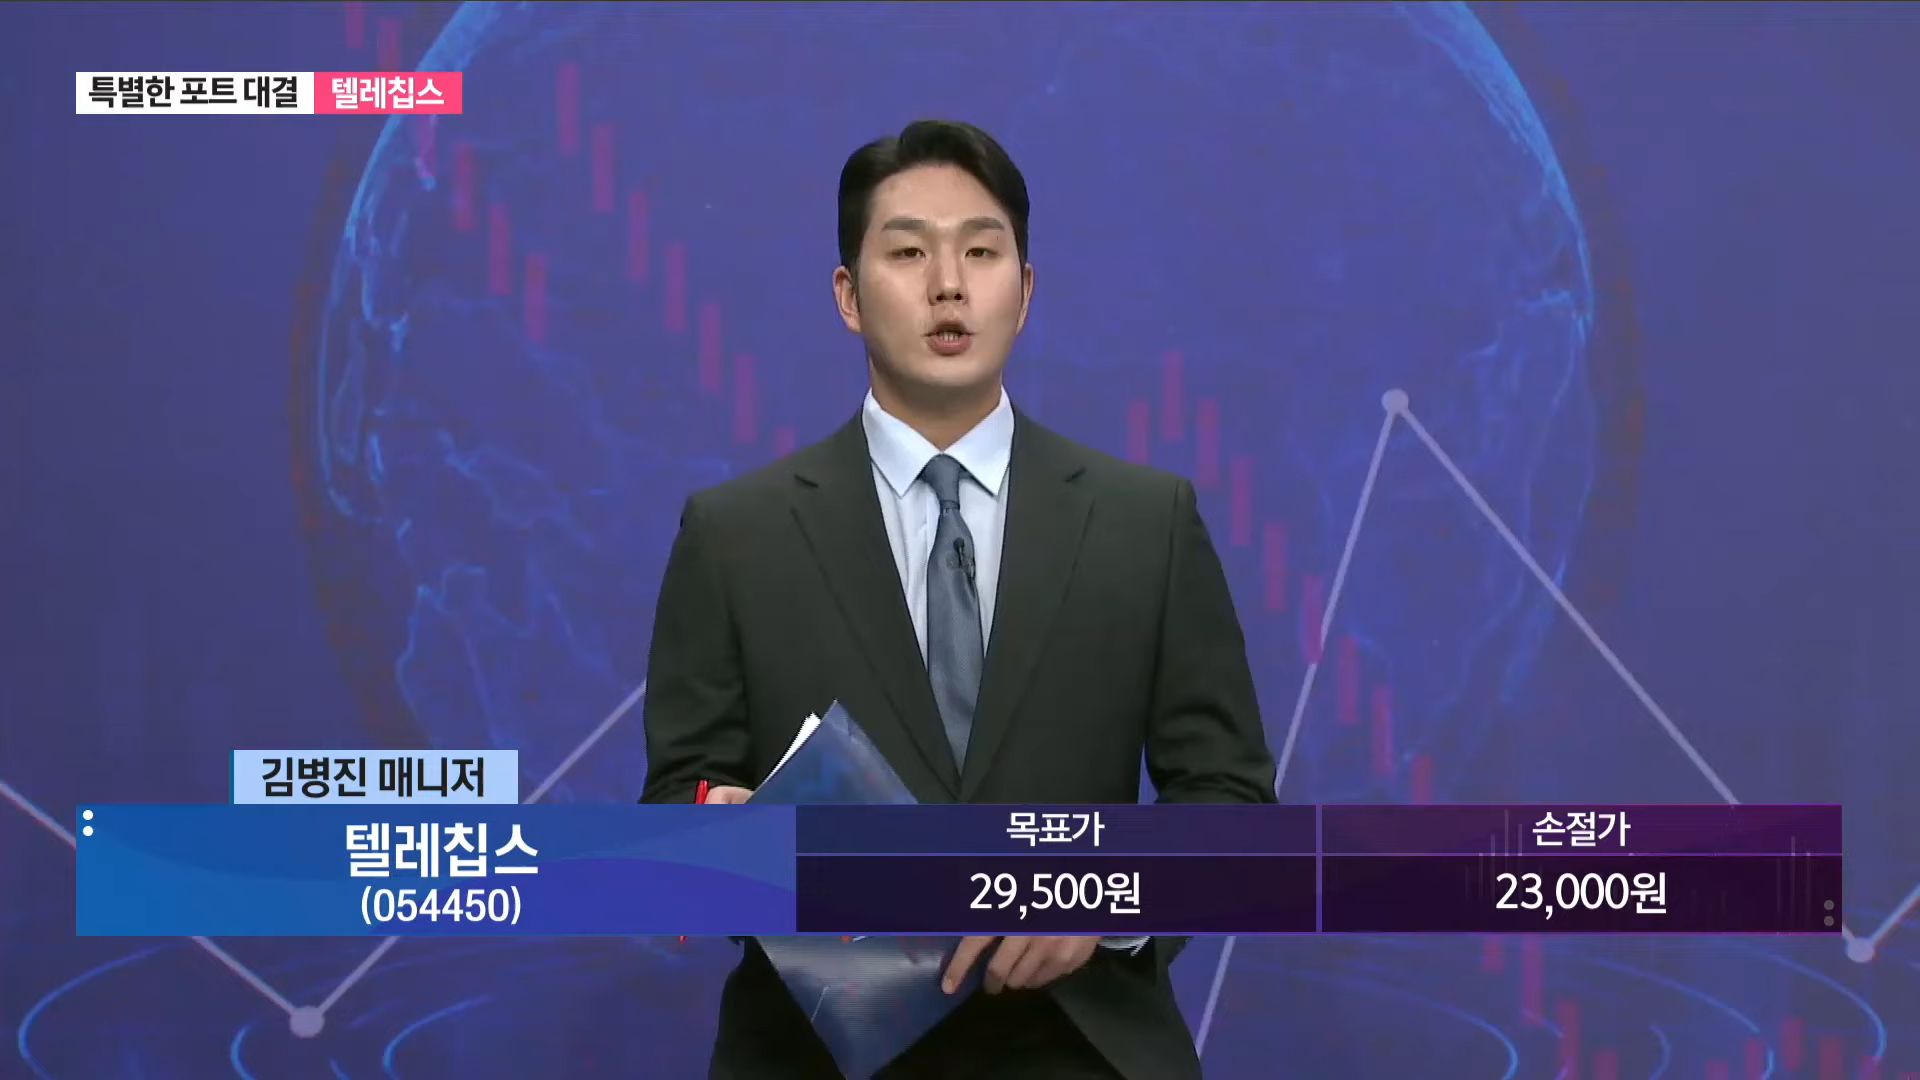 특별한 포트 대결 텔레칩스
김병진 매니저
텔레칩스
(054450)
목표가
29,500원
손절가
23,000원